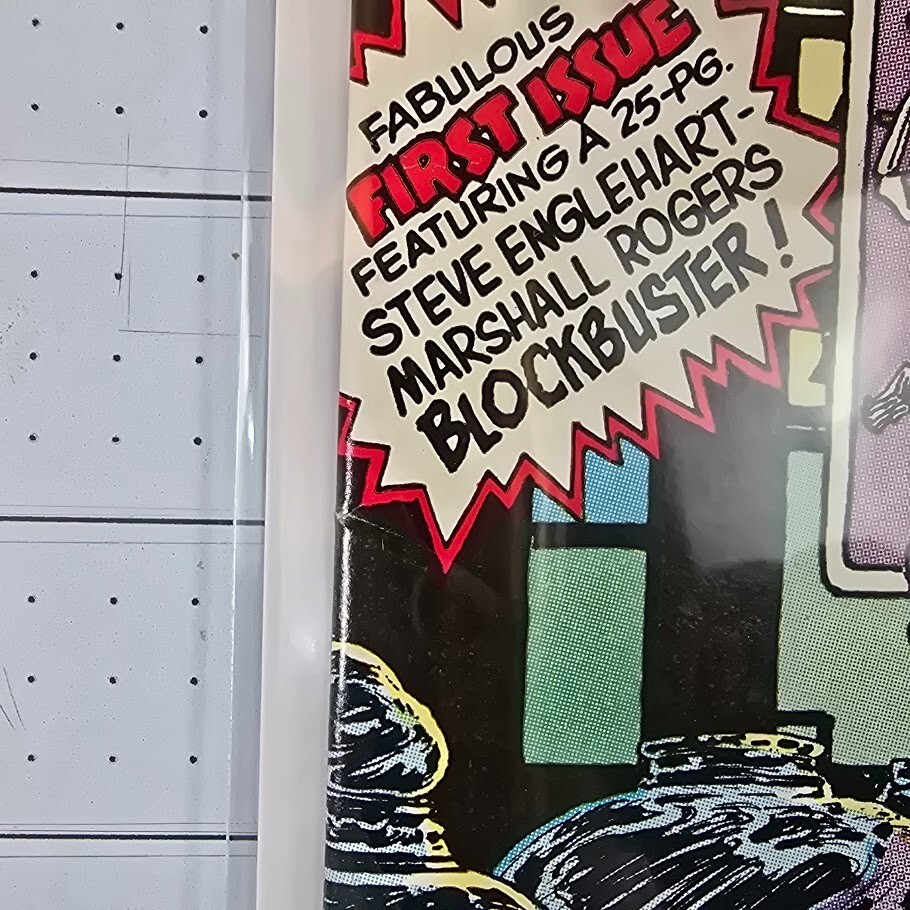 FABULOUS
FIRST ISSUE
FEATURING A 25-PG.
STEVE ENGLEHART-
MARSHALL ROGERS
BLOCKBUSTER!